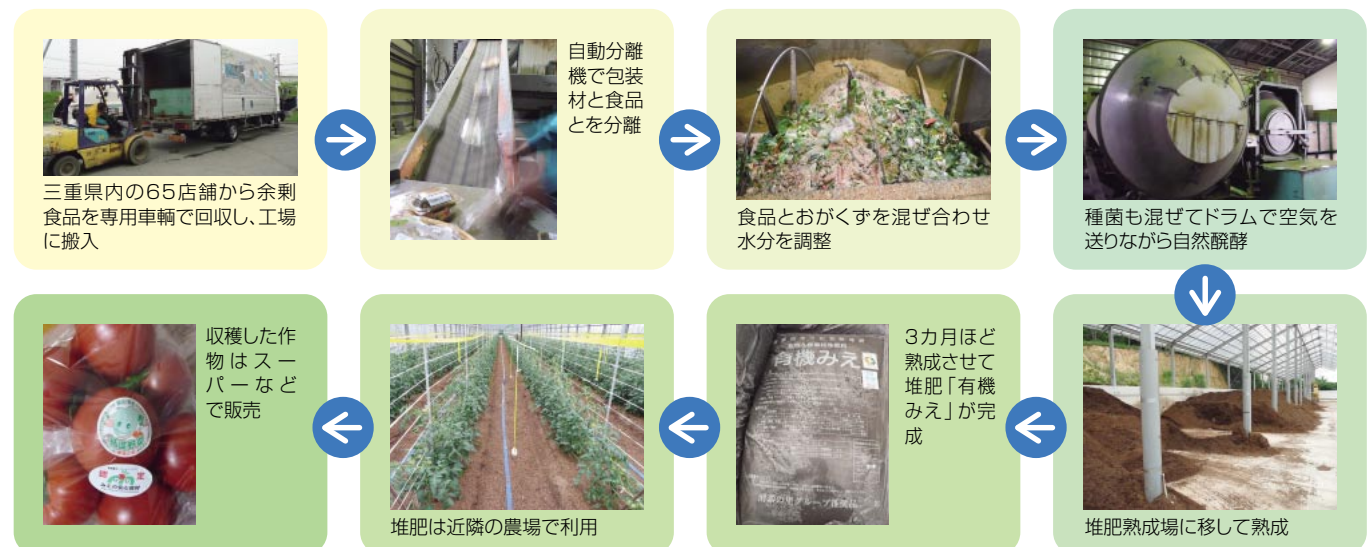 三重県内の65店舗から余剰
食品を専用車輌で回収し、工場
に搬入
自動分離
機で包装
材と食品
とを分離
食品とおがくずを混ぜ合わせ
水分を調整
種菌も混ぜてドラムで空気を
送りながら自然醗酵
堆肥熟成場に移して熟成
3カ月ほど
熟成させて
堆肥「有機
みえ」が完
成
有機みえ
堆肥は近隣の農場で利用
収穫した作
物はスー
パーなど
で販売